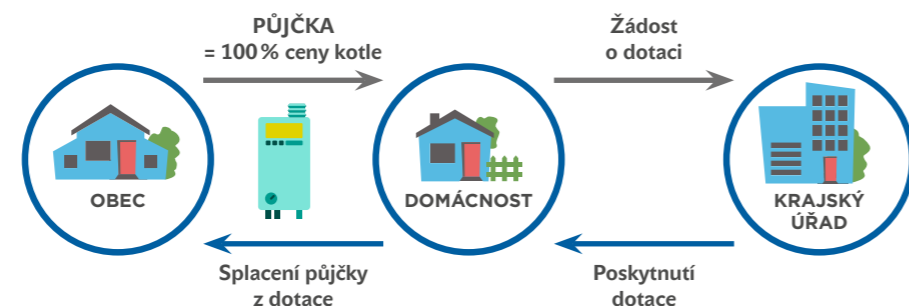 PŮJČKA
= 100 % ceny kotle
Žádost
o dotaci
OBEC
DOMÁCNOST
KRAJSKÝ
ÚŘAD
Splacení půjčky
z dotace
Poskytnutí
dotace